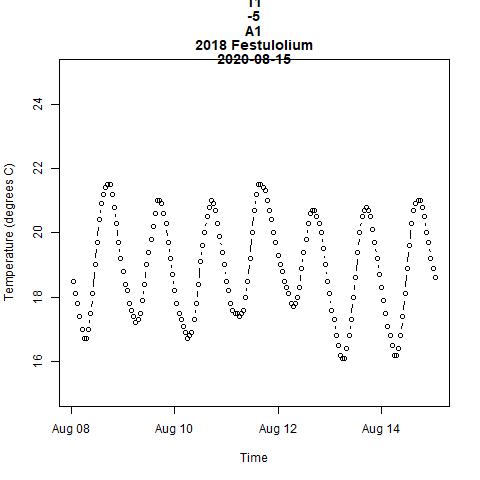 -5
A1
2018 Festulolium
2020-08-15
24
22
20
18
16
Temperature (degrees C)
Aug 08
Aug 10
Aug 12
Aug 14
Time